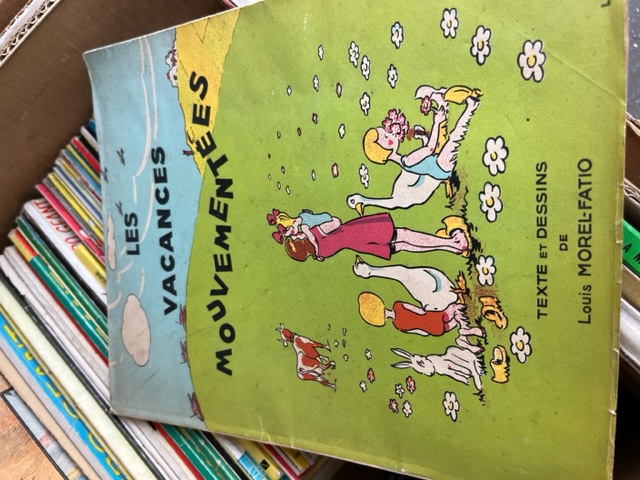 LES
VACANCES
MOUVEMENTÉES
TEXTE ET DESSINS
DE
Louis MOREL-FATIO